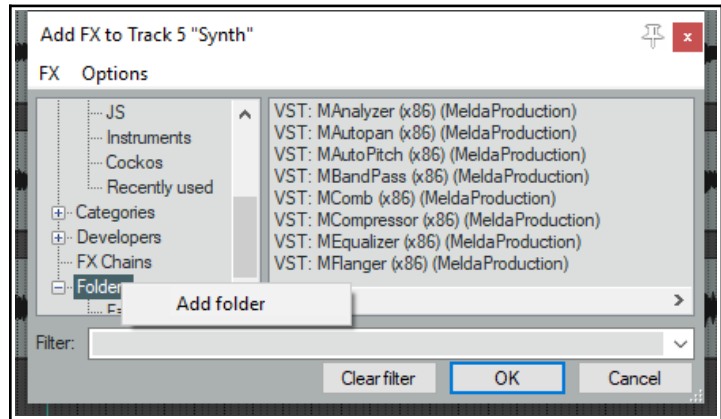 Add FX to Track 5 "Synth"
x
FX Options
JS
Instruments
Cockos
Recently used
Categories
Developers
FX Chains
Add folder
VST: MAnalyzer (x86) (MeldaProduction)
VST: MAutopan (x86) (MeldaProduction)
VST: MAutoPitch (x86) (MeldaProduction)
VST: MBandPass (x86) (MeldaProduction)
VST: MComb (x86) (MeldaProduction)
VST: MCompressor (x86) (MeldaProduction)
VST: MEqualizer (x86) (MeldaProduction)
VST: MFlanger (x86) (MeldaProduction)
Filter:
Clear filter OK Cancel